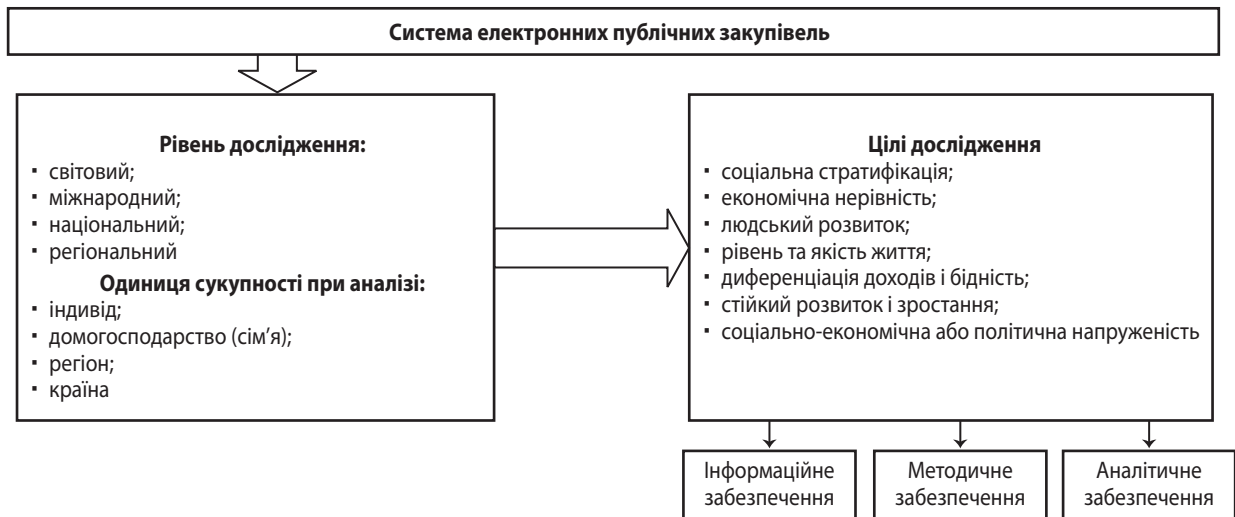 Система електронних публічних закупівель
Рівень дослідження:
▪ світовий;
▪ міжнародний;
▪ національний;
▪ регіональний
Одиниця сукупності при аналізі:
▪ індивід;
▪ домогосподарство (сім’я);
▪ регіон;
▪ країна
Цілі дослідження
▪ соціальна стратифікація;
▪ економічна нерівність;
▪ людський розвиток;
▪ рівень та якість життя;
▪ диференціація доходів і бідність;
▪ стійкий розвиток і зростання;
▪ соціально-економічна або політична напруженість
Інформаційне
забезпечення
Методичне
забезпечення
Аналітичне
забезпечення